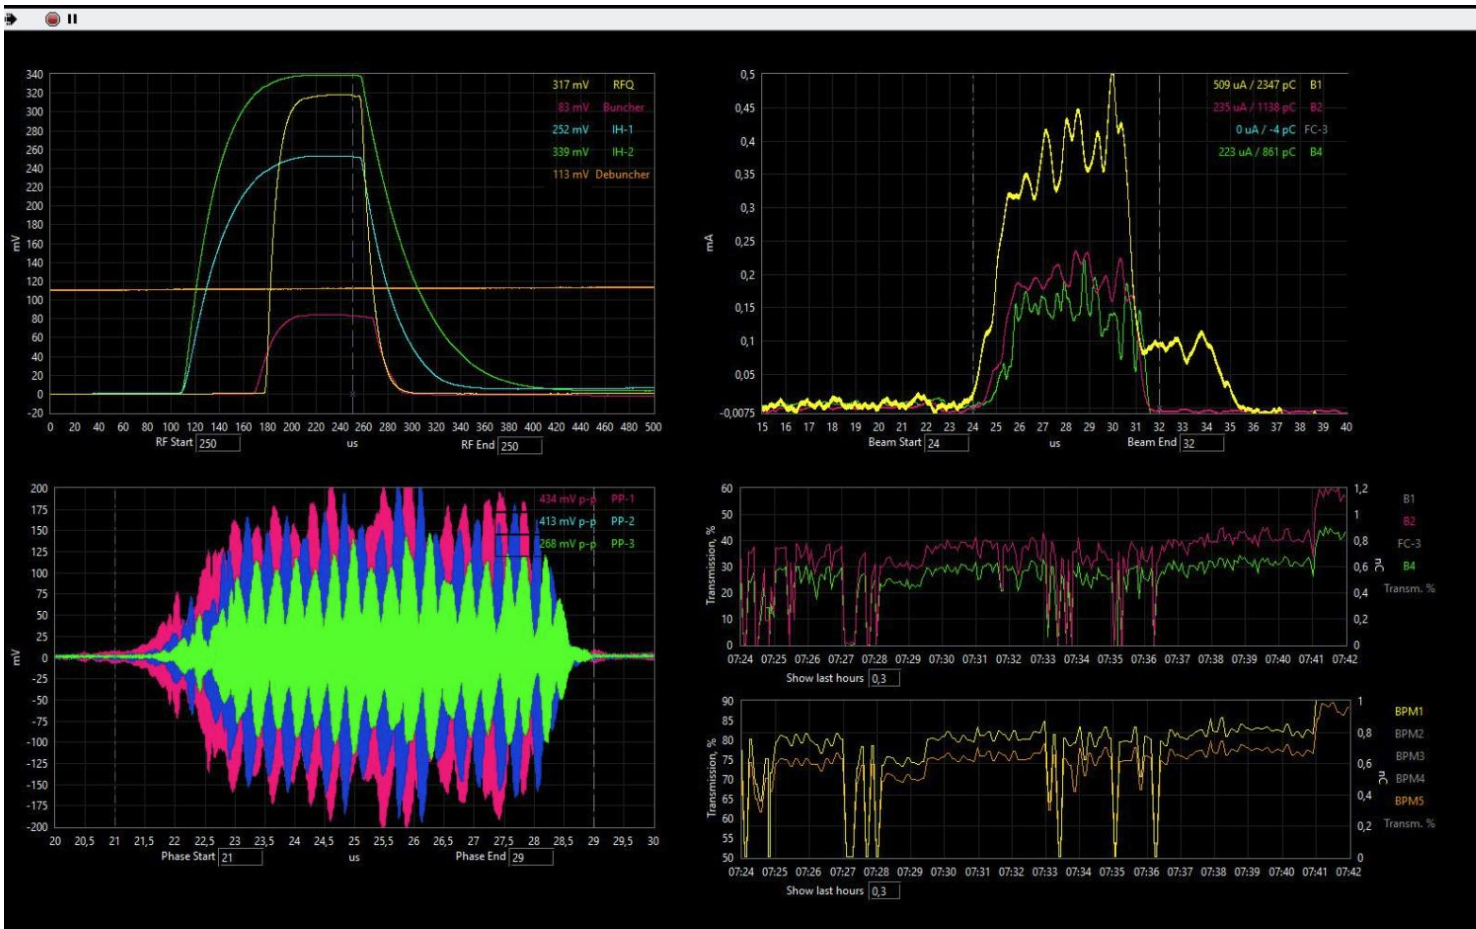 340
320
300
280
260
240
220
200
180
160
140
120
100
80
60
40
20
0
-20
mV
317 mV RFQ
83 mV Buncher
252 mV IH-1
339 mV IH-2
113 mV Debuncher
0 20 40 60 80 100 120 140 160 180 200 220 240 260 280 300 320 340 360 380 400 420 440 460 480 500
RF Start 250 us RF End 250
0,5
0,45
0,4
0,35
0,3
0,25
0,2
0,15
0,1
0,05
-0,0075
mA
509 uA / 2347 pC B1
235 uA / 1138 pC B2
0 uA / -4 pC FC-3
223 uA / 861 pC B4
15 16 17 18 19 20 21 22 23 24 25 26 27 28 29 30 31 32 33 34 35 36 37 38 39 40
Beam Start 24 us Beam End 32
200
175
150
125
100
75
50
25
0
-25
-50
-75
-100
-125
-150
-175
-200
mV
434 mV p-p PP-1
413 mV p-p PP-2
268 mV p-p PP-3
20 20,5 21 21,5 22 22,5 23 23,5 24 24,5 25 25,5 26 26,5 27 27,5 28 28,5 29 29,5 30
Phase Start 21 us Phase End 29
60
50
40
30
20
10
0
Transmission, %
1,2
1
0,8
0,6
0,4
0,2
0
nC
B1
B2
FC-3
B4
Transm. %
07:24 07:25 07:26 07:27 07:28 07:29 07:30 07:31 07:32 07:33 07:34 07:35 07:36 07:37 07:38 07:39 07:40 07:41 07:42
Show last hours 0,3
90
85
80
75
70
65
60
55
50
Transmission, %
1
0,8
0,6
0,4
0,2
0
nC
BPM1
BPM2
BPM3
BPM4
BPM5
Transm. %
07:24 07:25 07:26 07:27 07:28 07:29 07:30 07:31 07:32 07:33 07:34 07:35 07:36 07:37 07:38 07:39 07:40 07:41 07:42
Show last hours 0,3